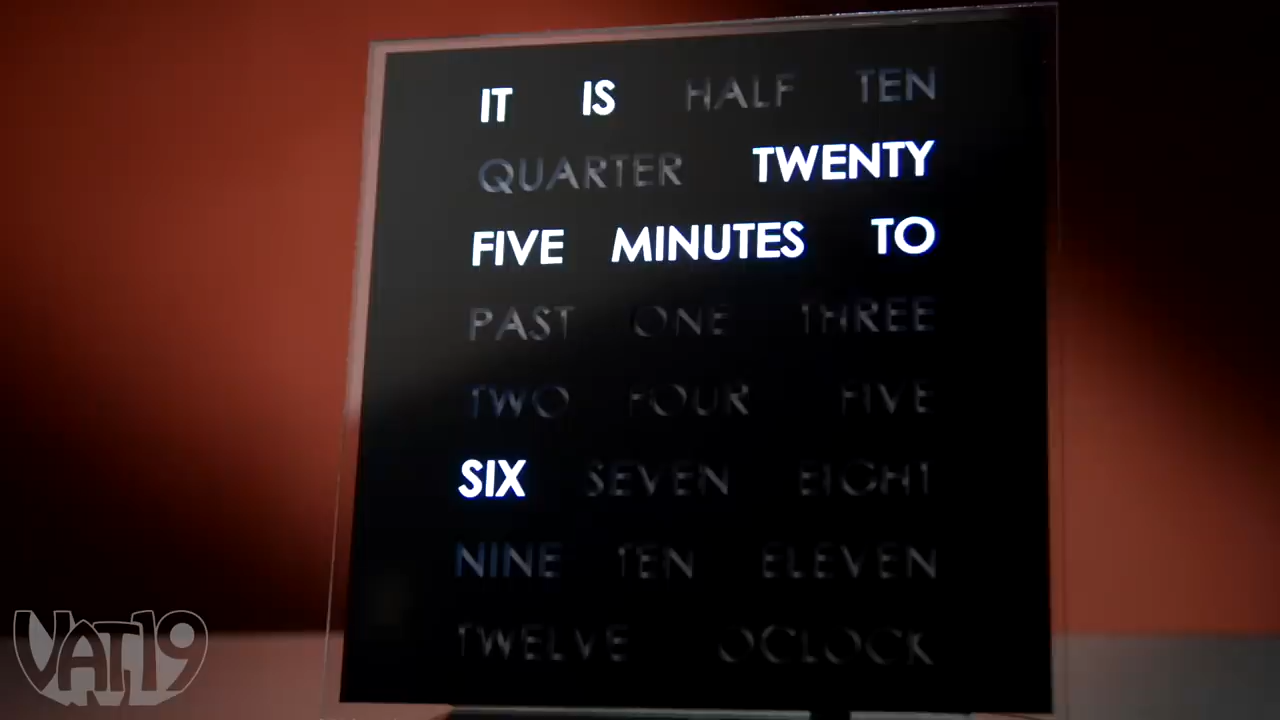 IT IS HALF TEN
QUARTER TWENTY
FIVE MINUTES TO
PAST ONE THREE
TWO FOUR FIVE
SIX SEVEN EIGHT
NINE TEN ELEVEN
TWELVE OCLOCK
VAT19